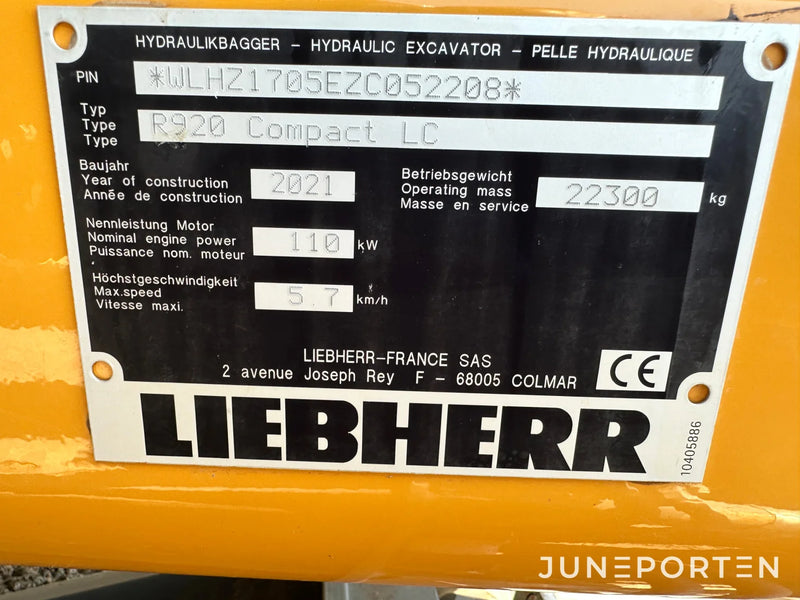 HYDRAULIKBAGGER - HYDRAULIC EXCAVATOR - PELLE HYDRAULIQUE
PIN *WLHZ1705EZC052208*
Typ
Type
Type
R920 Compact LC
Baujahr
Year of construction
Année de construction
2021
Betriebsgewicht
Operating mass
Masse en service
22300 kg
Nennleistung Motor
Nominal engine power
Puissance nom. moteur
110 kW
Höchstgeschwindigkeit
Max.speed
Vitesse maxi.
5.7 km/h
LIEBHERR-FRANCE SAS
2 avenue Joseph Rey F - 68005 COLMAR
CE
LIEBHERR
10405886
JUNEPORTEN